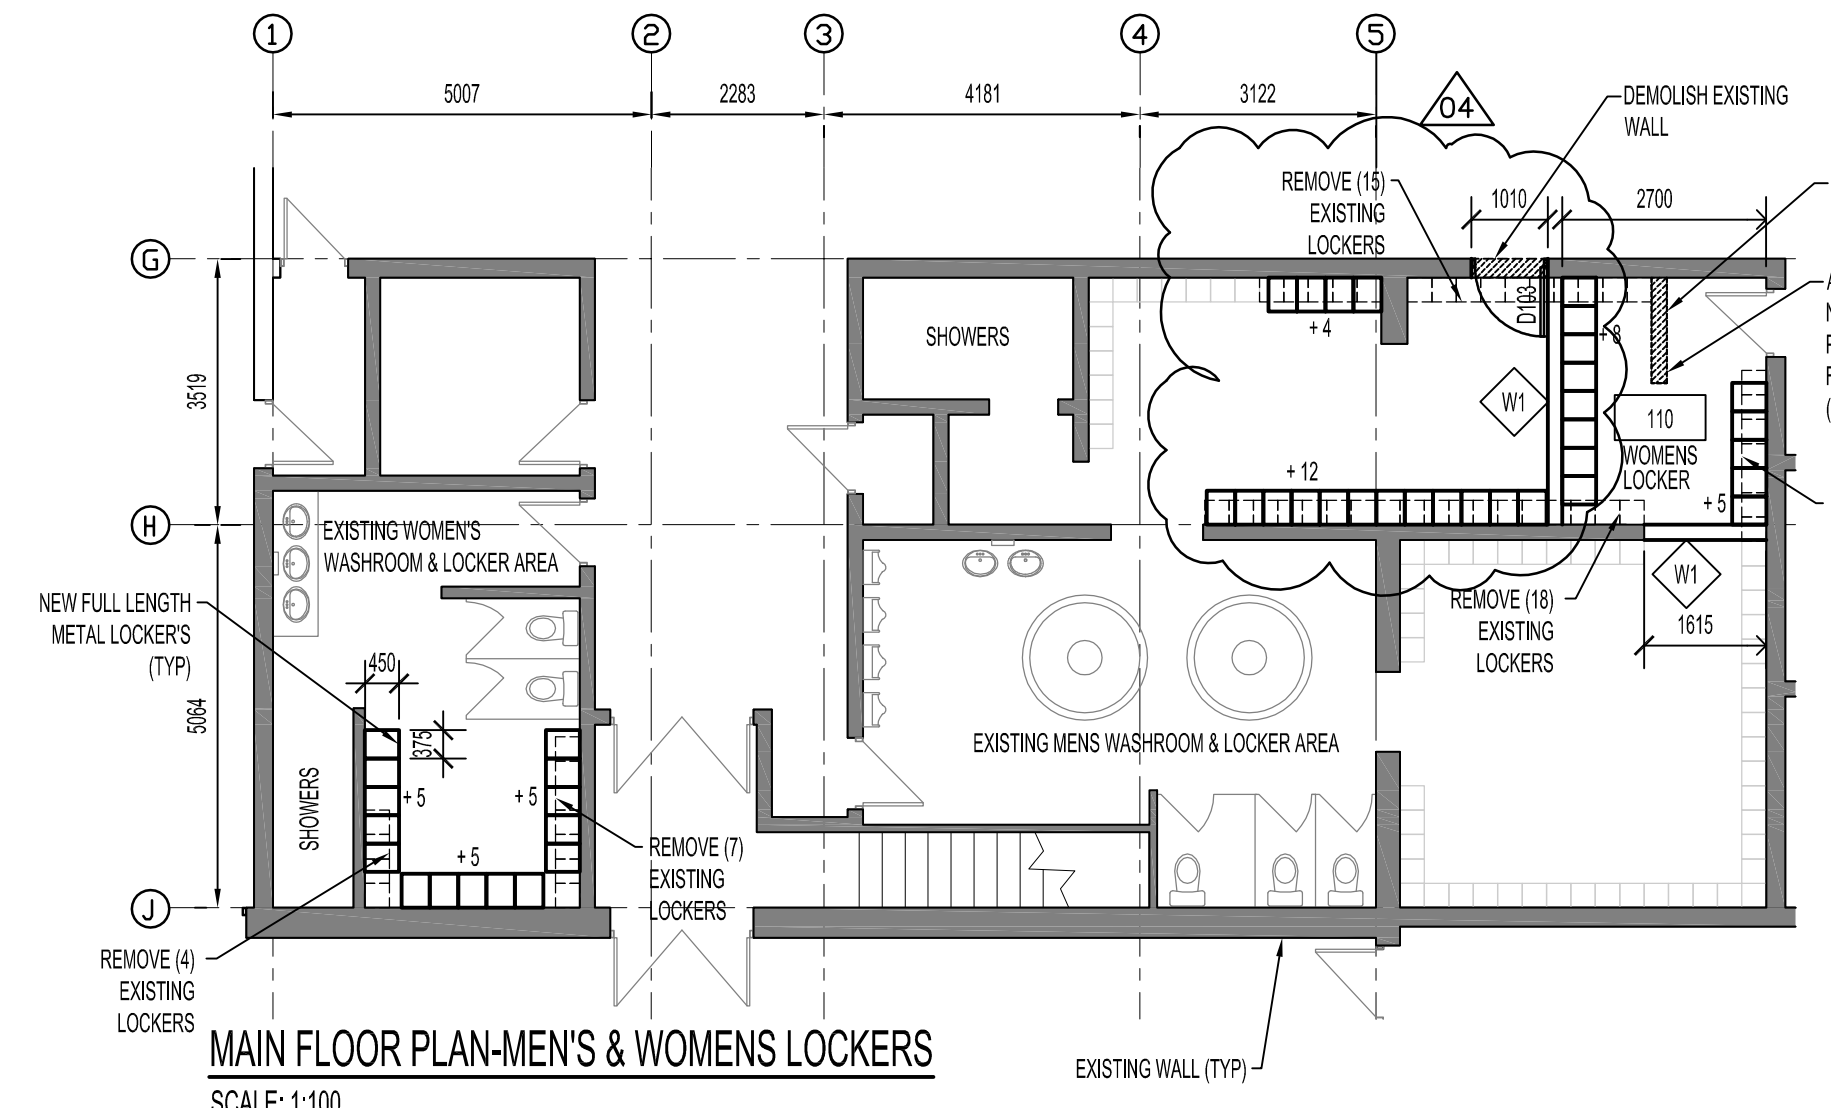 1
2
3
4
5
5007
2283
4181
3122
04
DEMOLISH EXISTING
WALL
REMOVE (15)
EXISTING
LOCKERS
1010
2700
G
3519
SHOWERS
+ 4
D103
+ 8
W1
110
WOMENS
LOCKER
+ 5
+ 12
H
EXISTING WOMEN'S
WASHROOM & LOCKER AREA
NEW FULL LENGTH
METAL LOCKER'S
(TYP)
450
375
5064
SHOWERS
+ 5
+ 5
+ 5
REMOVE (7)
EXISTING
LOCKERS
EXISTING MENS WASHROOM & LOCKER AREA
REMOVE (18)
EXISTING
LOCKERS
W1
1615
J
REMOVE (4)
EXISTING
LOCKERS
EXISTING WALL (TYP)
MAIN FLOOR PLAN-MEN'S & WOMENS LOCKERS
SCALE: 1:100